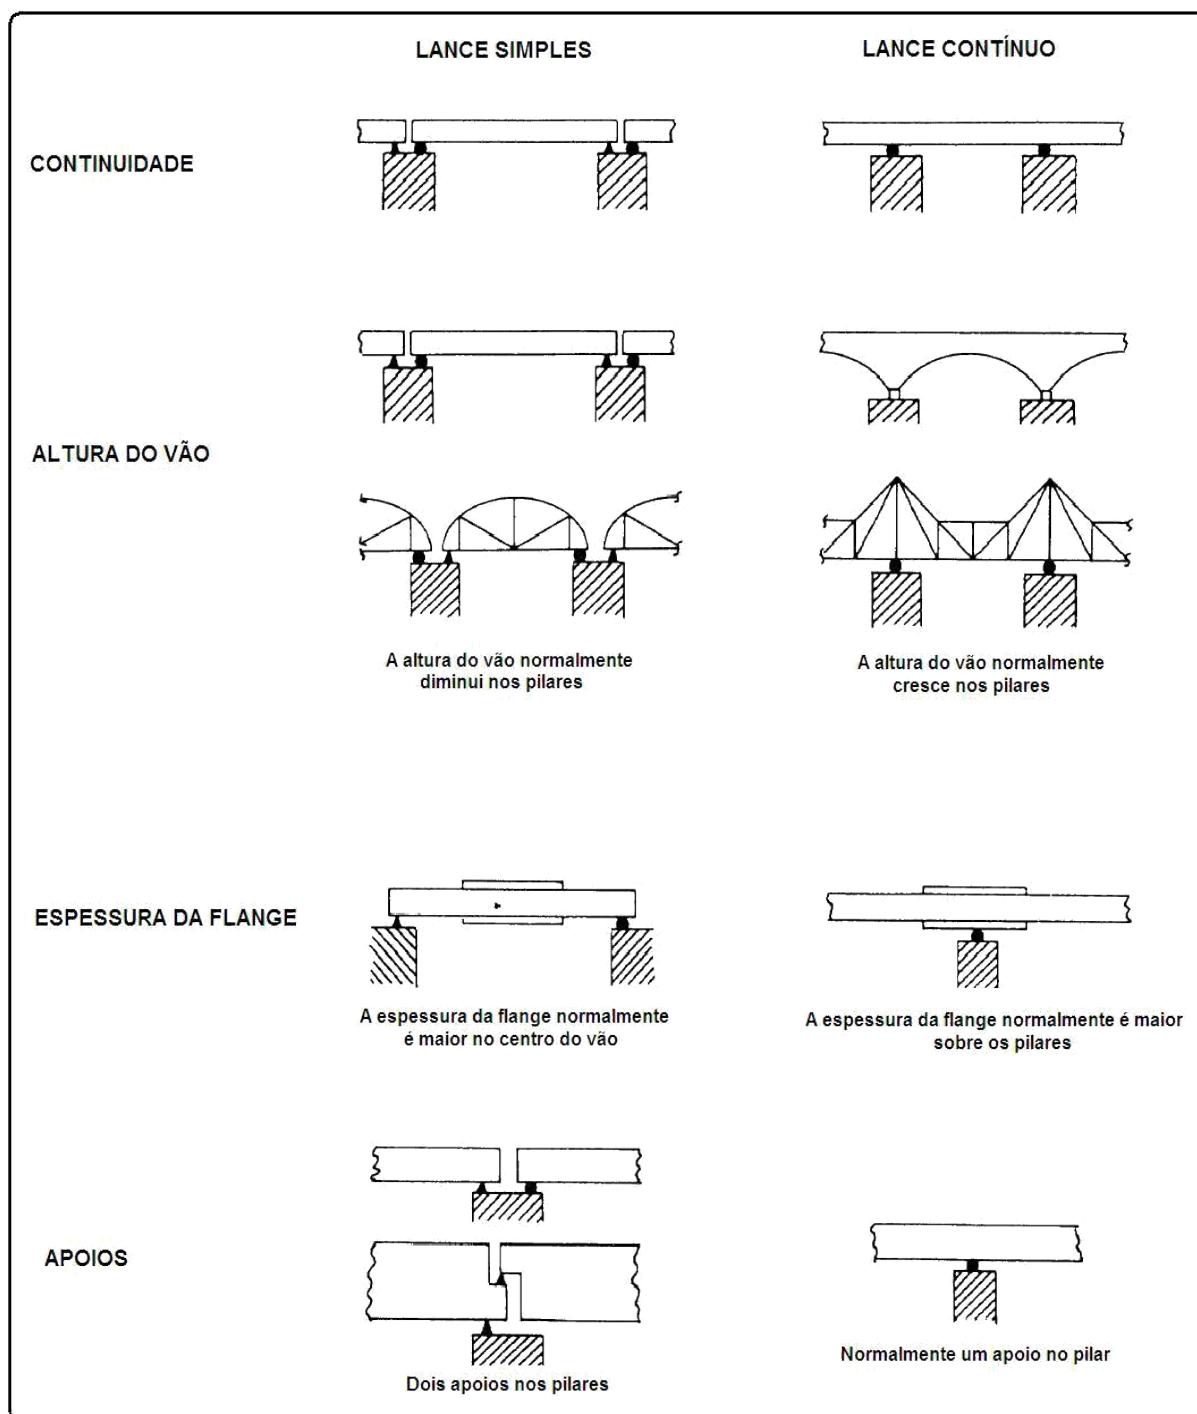 LANCE SIMPLES
LANCE CONTÍNUO
CONTINUIDADE
ALTURA DO VÃO
A altura do vão normalmente
diminui nos pilares
A altura do vão normalmente
cresce nos pilares
ESPESSURA DA FLANGE
A espessura da flange normalmente
é maior no centro do vão
A espessura da flange normalmente é maior
sobre os pilares
APOIOS
Dois apoios nos pilares
Normalmente um apoio no pilar